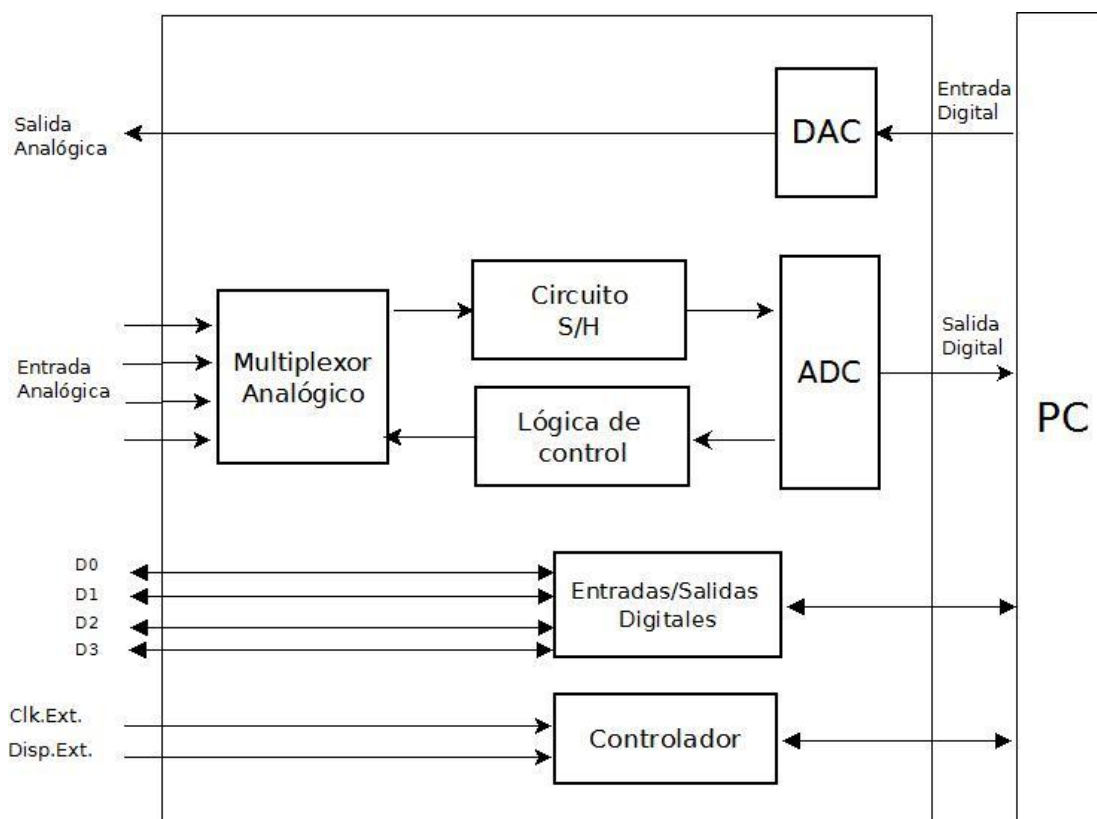 Salida
Analógica
DAC
Entrada
Digital
Entrada
Analógica
Multiplexor
Analógico
Circuito
S/H
Lógica de
control
ADC
Salida
Digital
PC
D0
D1
D2
D3
Entradas/Salidas
Digitales
Clk.Ext.
Disp.Ext.
Controlador